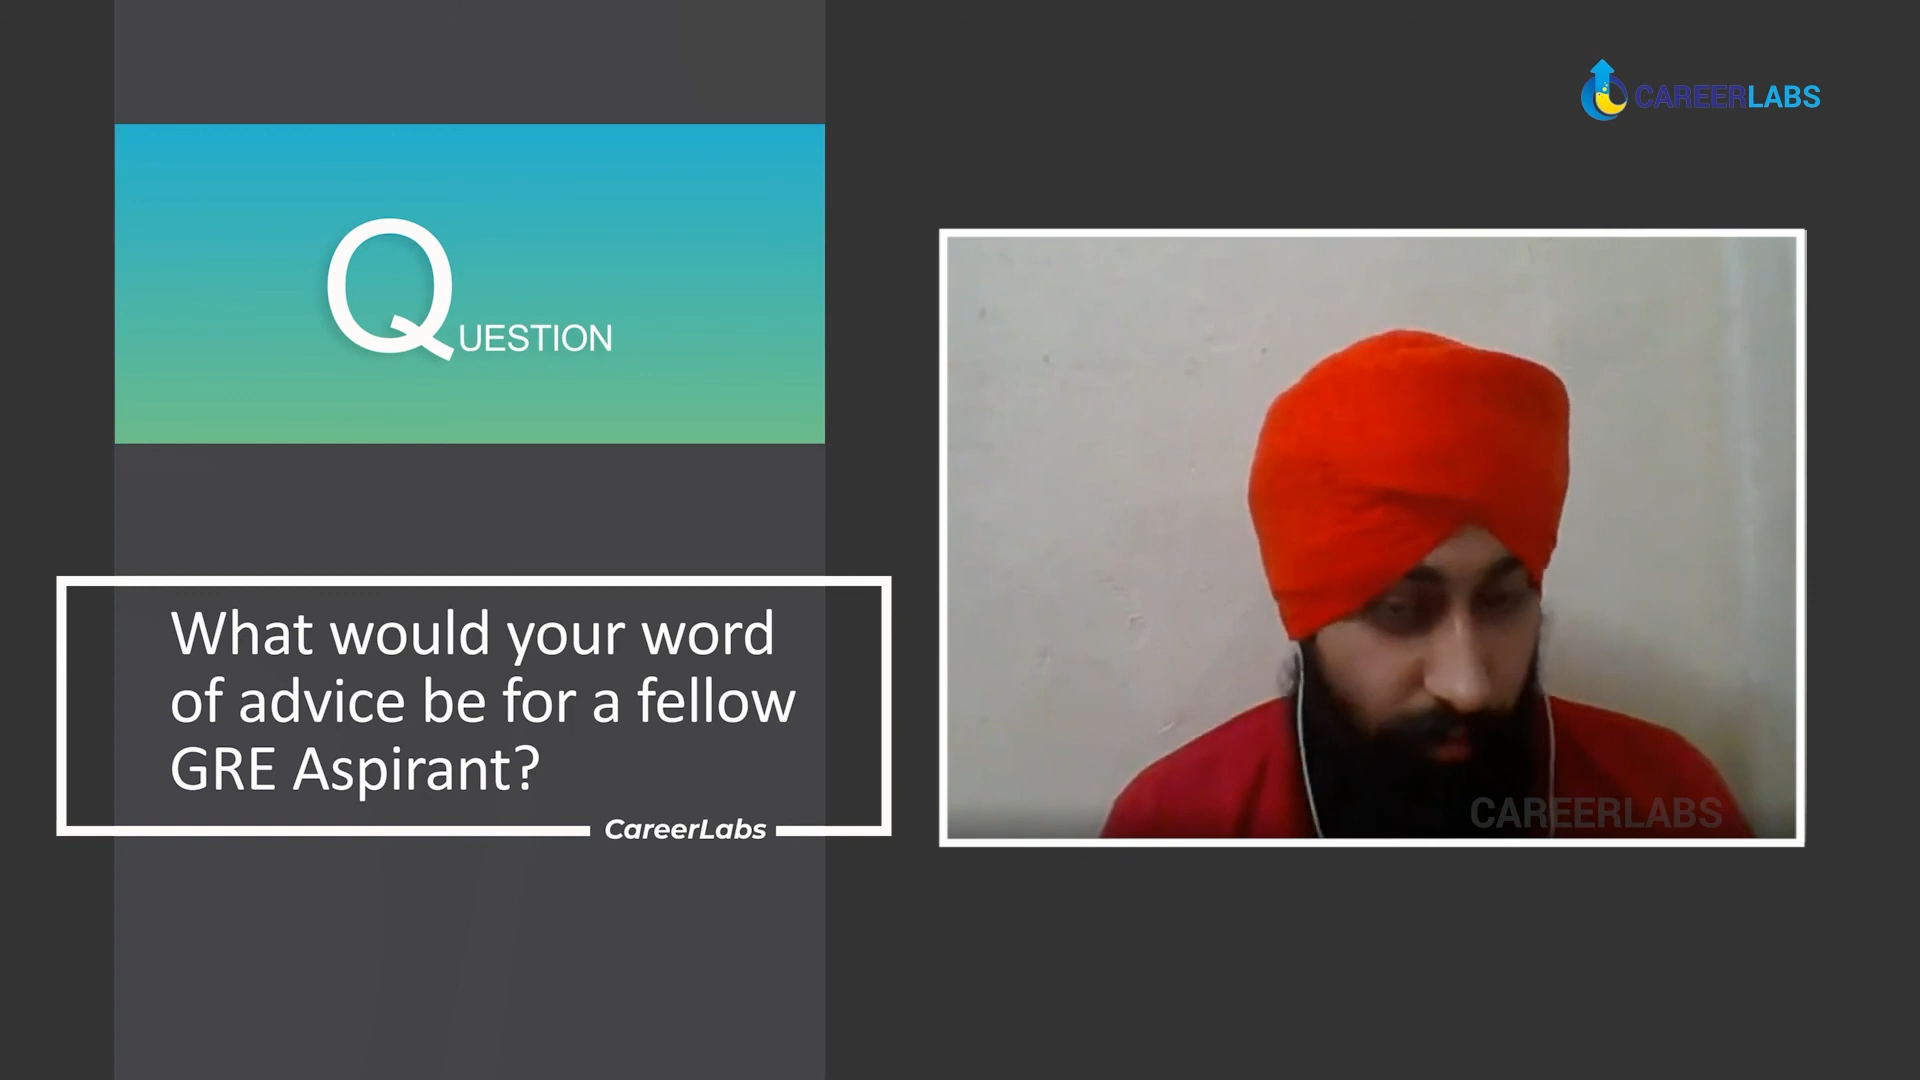 CAREERLABS
QUESTION
What would your word
of advice be for a fellow
GRE Aspirant?
CareerLabs
CAREERLABS